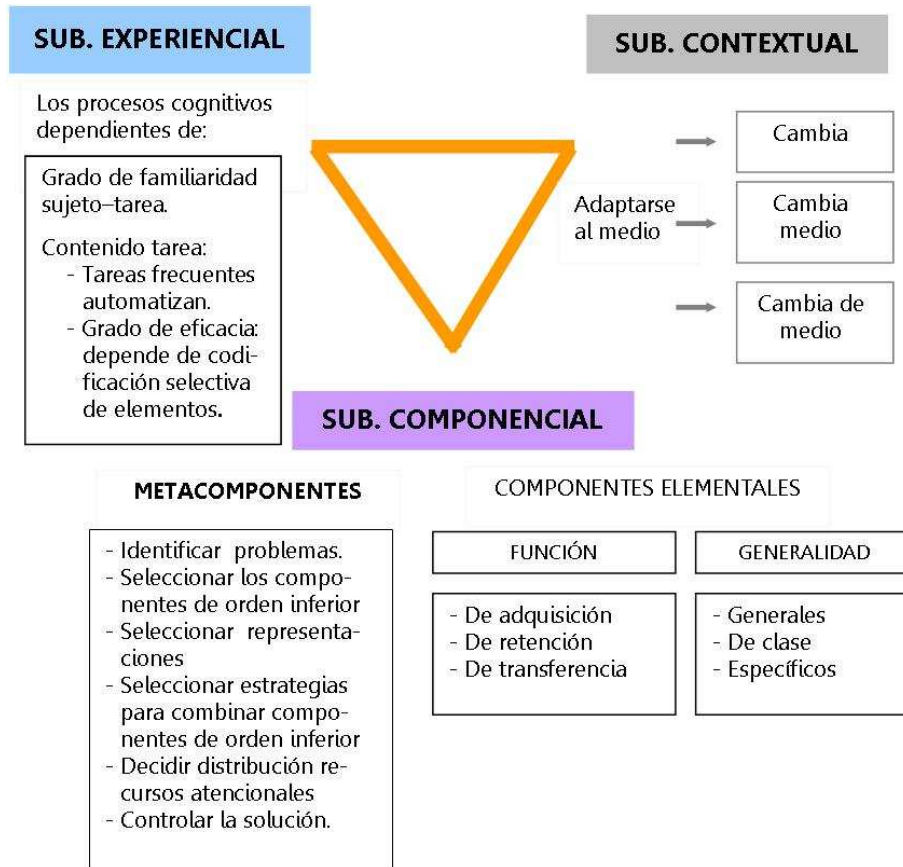 SUB. EXPERIENCIAL
Los procesos cognitivos
dependientes de:
Grado de familiaridad
sujeto–tarea.
Contenido tarea:
- Tareas frecuentes
automatizan.
- Grado de eficacia:
depende de codi-
ficación selectiva
de elementos.
SUB. CONTEXTUAL
Adaptarse
al medio
Cambia
Cambia
medio
Cambia de
medio
SUB. COMPONENCIAL
METACOMPONENTES
- Identificar problemas.
- Seleccionar los compo-
nentes de orden inferior
- Seleccionar representa-
ciones
- Seleccionar estrategias
para combinar compo-
nentes de orden inferior
- Decidir distribución re-
cursos atencionales
- Controlar la solución.
COMPONENTES ELEMENTALES
FUNCIÓN
- De adquisición
- De retención
- De transferencia
GENERALIDAD
- Generales
- De clase
- Específicos